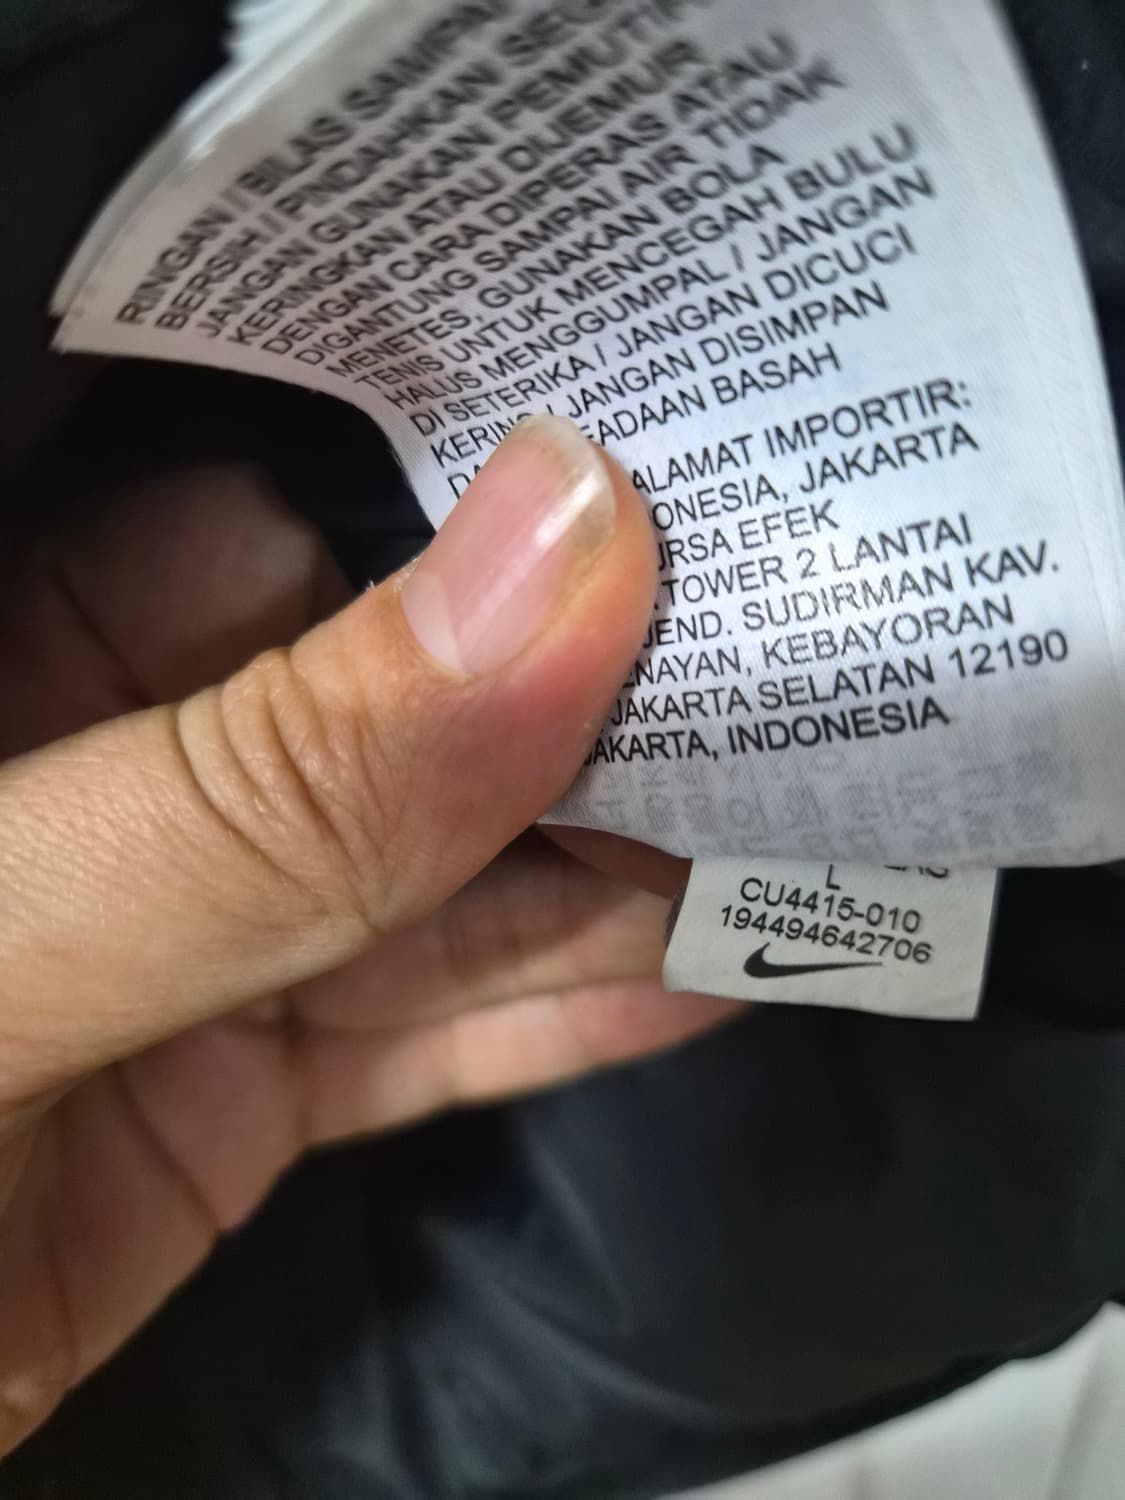 RINGAN / BILAS SAMPAI
BERSIH / PINDAHKAN
JANGAN GUNAKAN PEMUTIH
KERINGKAN ATAU DIJEMUR
DENGAN CARA DIPERAS ATAU
DIGANTUNG SAMPAI AIR TIDAK
MENETES, GUNAKAN BOLA
TENIS UNTUK MENCEGAH BULU
HALUS MENGGUMPAL / JANGAN
DI SETERIKA / JANGAN DICUCI
KERING / JANGAN DISIMPAN
EADAAN BASAH
ALAMAT IMPORTIR:
ONESIA, JAKARTA
URSA EFEK
TOWER 2 LANTAI
JEND. SUDIRMAN KAV.
ENAYAN, KEBAYORAN
JAKARTA SELATAN 12190
JAKARTA, INDONESIA
L
CU4415-010
194494642706